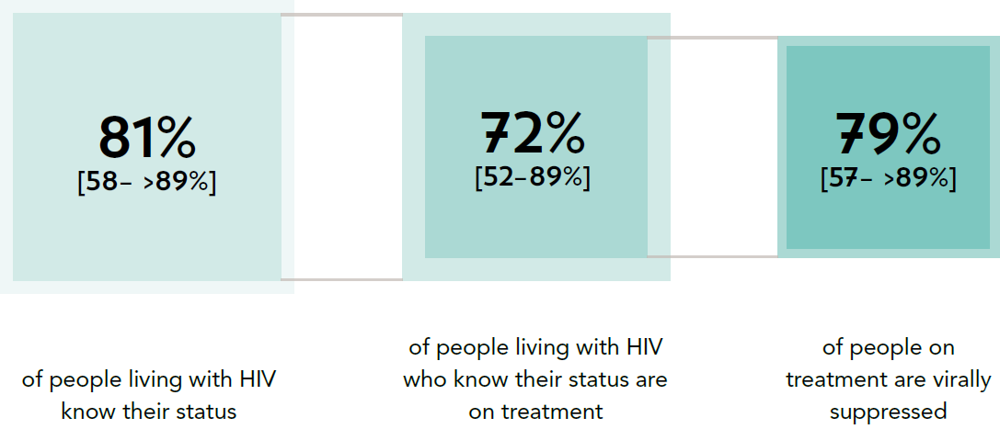 81%
[58– >89%]
of people living with HIV
know their status
72%
[52–89%]
of people living with HIV
who know their status are
on treatment
79%
[57– >89%]
of people on
treatment are virally
suppressed